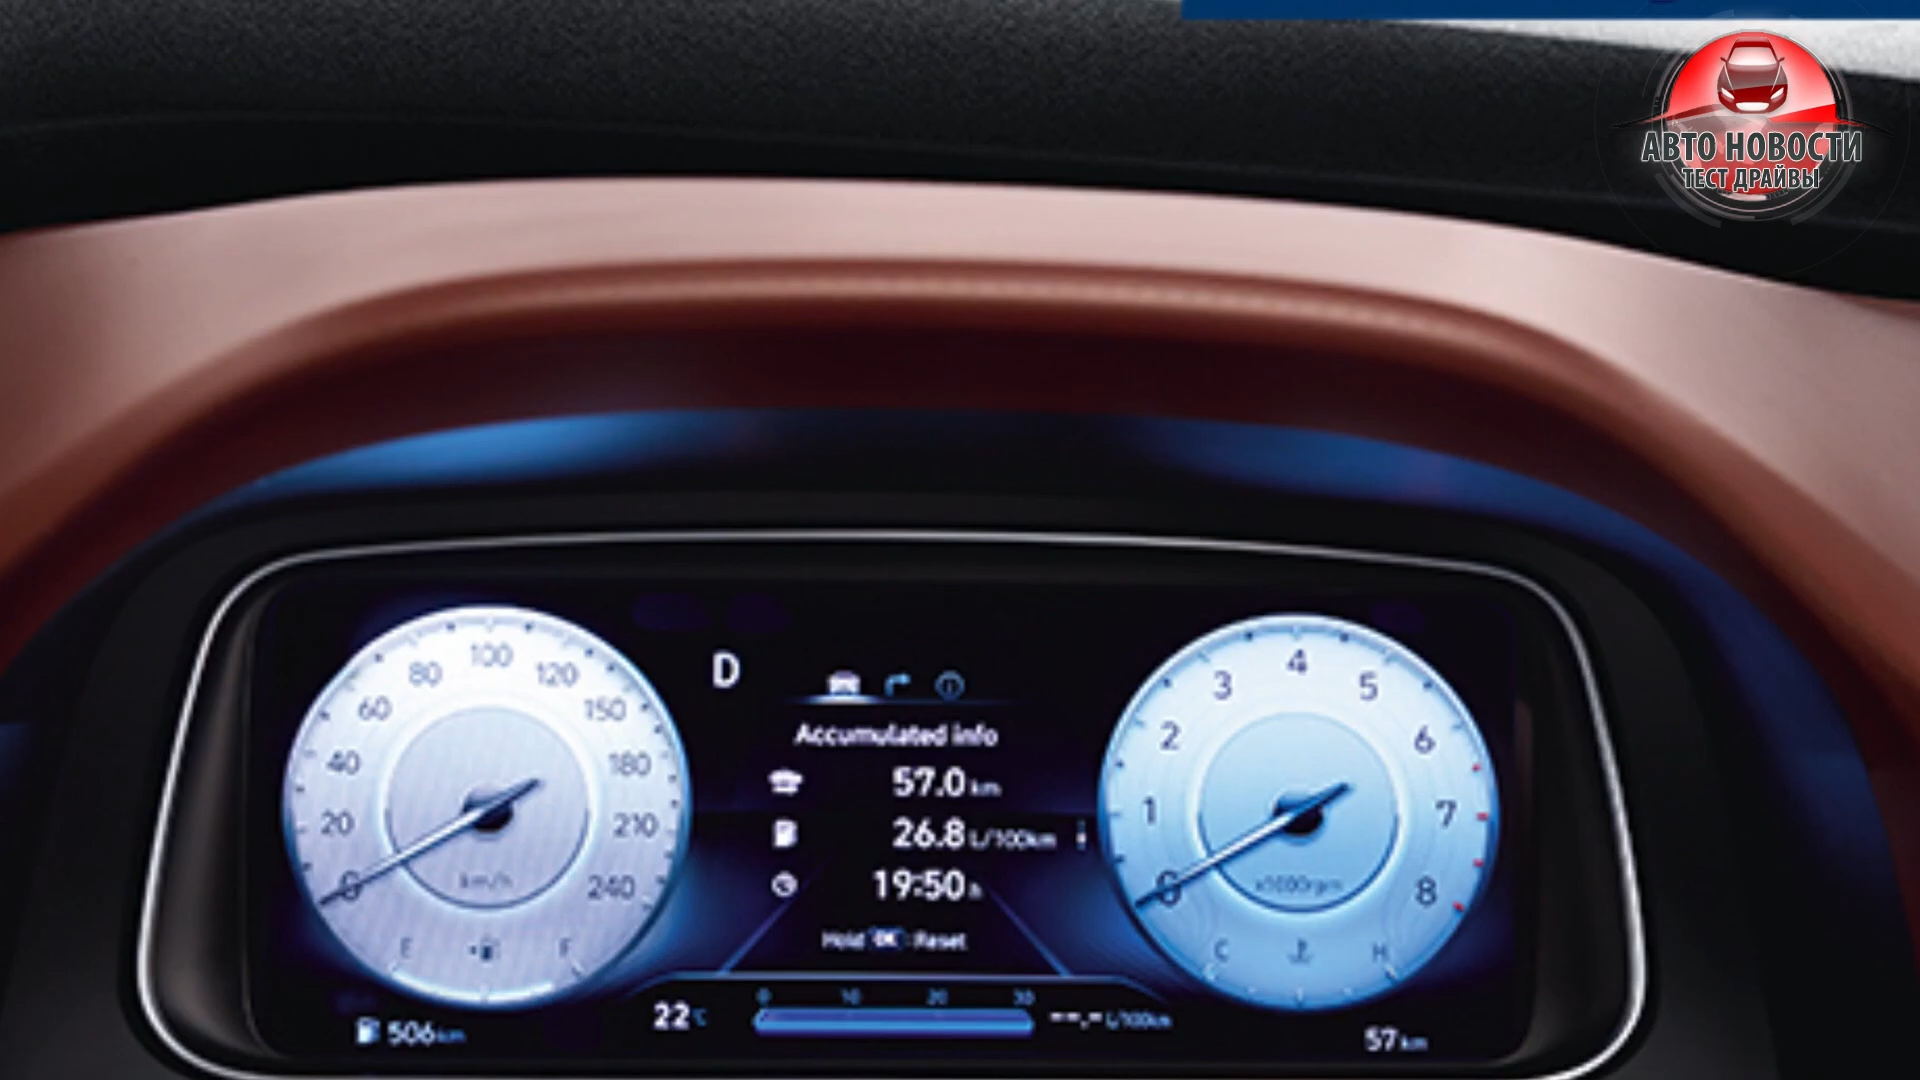 АВТО НОВОСТИ
ТЕСТ ДРАЙВЫ
D
Accumulated info
57.0 km
26.8 L/100km
19:50 h
Hold OK : Reset
0 20 40 60 80 100 120 150 180 210 240
km/h
E F
506 km
22°C
0 10 20 30
--.- L/100km
0 1 2 3 4 5 6 7 8
x1000rpm
C H
57 km